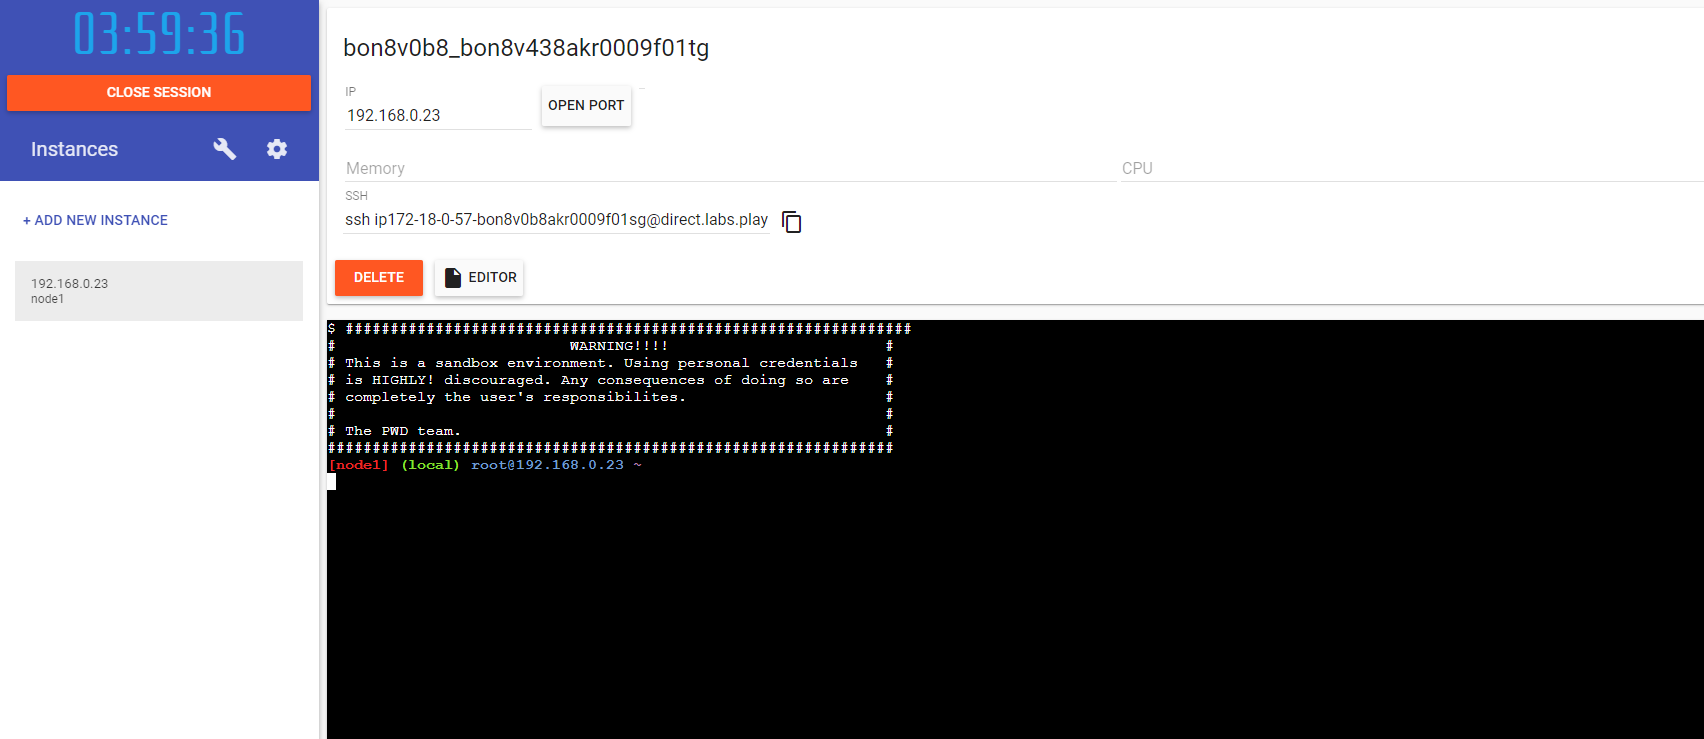 03:59:36
CLOSE SESSION
Instances
+ ADD NEW INSTANCE
192.168.0.23
node1
bon8v0b8_bon8v438akr0009f01tg
IP
192.168.0.23
OPEN PORT
Memory
CPU
SSH
ssh ip172-18-0-57-bon8v0b8akr0009f01sg@direct.labs.play
DELETE
EDITOR
$ ###############################################################
# WARNING!!!! #
# This is a sandbox environment. Using personal credentials #
# is HIGHLY! discouraged. Any consequences of doing so are #
# completely the user's responsibilites. #
# #
# The PWD team. #
###############################################################
[node1] (local) root@192.168.0.23 ~